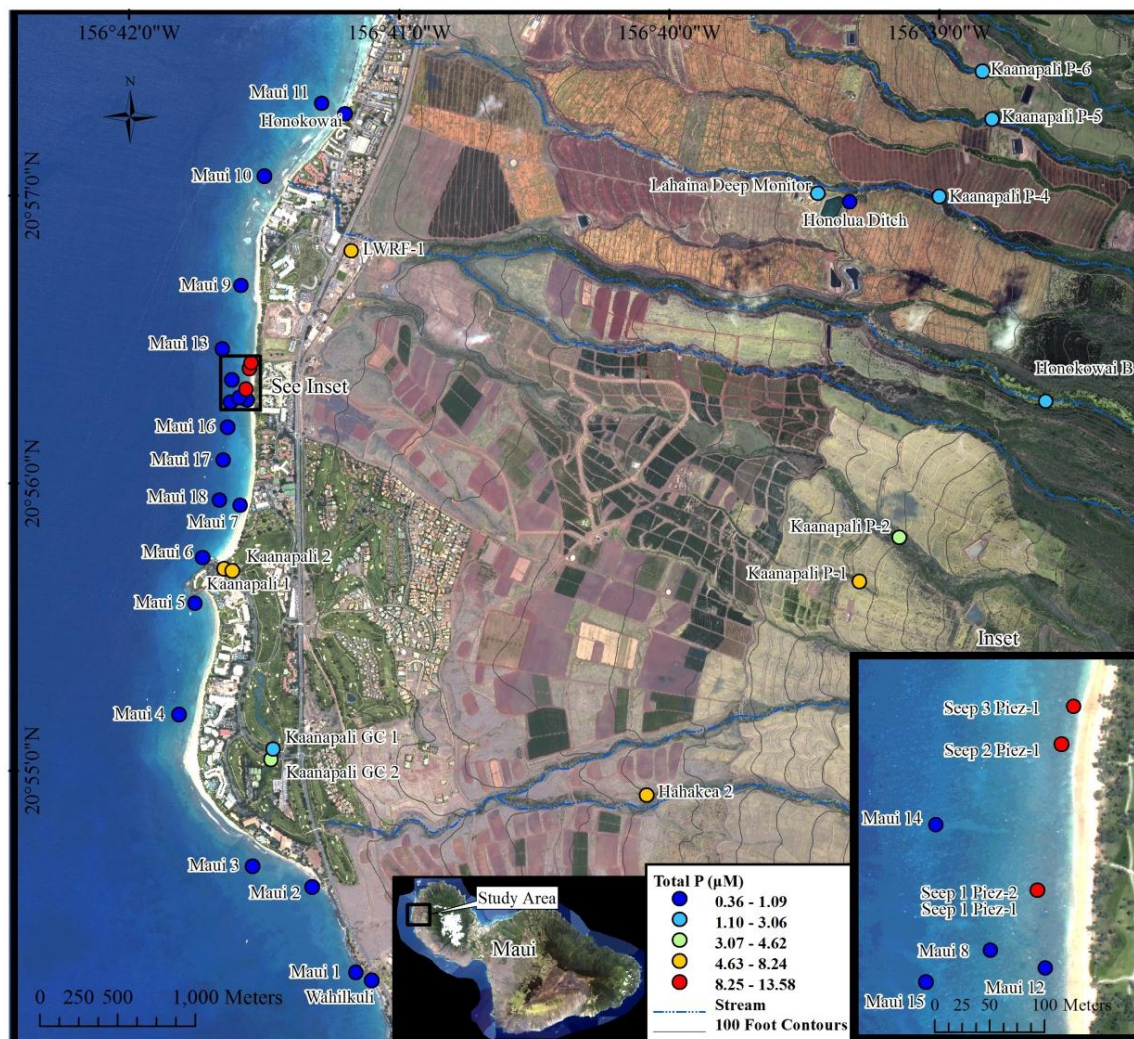 156°42'0"W
156°41'0"W
156°40'0"W
156°39'0"W
N
Kaanapali P-6
Maui 11
Honokowai
Kaanapali P-5
Maui 10
Lahaina Deep Monitor
Kaanapali P-4
Honolua Ditch
20°57'0"N
LWRF-1
Maui 9
Maui 13
See Inset
Honokowai B
Maui 16
Maui 17
20°56'0"N
Maui 18
Maui 7
Kaanapali P-2
Maui 6
Kaanapali 2
Kaanapali 1
Kaanapali P-1
Maui 5
Inset
Maui 4
Kaanapali GC 1
Kaanapali GC 2
20°55'0"N
Hahakea 2
Maui 3
Maui 2
Maui 1
Wahilkuli
0 250 500 1,000 Meters
Study Area
Maui
Total P (µM)
0.36 - 1.09
1.10 - 3.06
3.07 - 4.62
4.63 - 8.24
8.25 - 13.58
Stream
100 Foot Contours
Seep 3 Piez-1
Seep 2 Piez-1
Maui 14
Seep 1 Piez-2
Seep 1 Piez-1
Maui 8
Maui 12
Maui 15
0 25 50 100 Meters